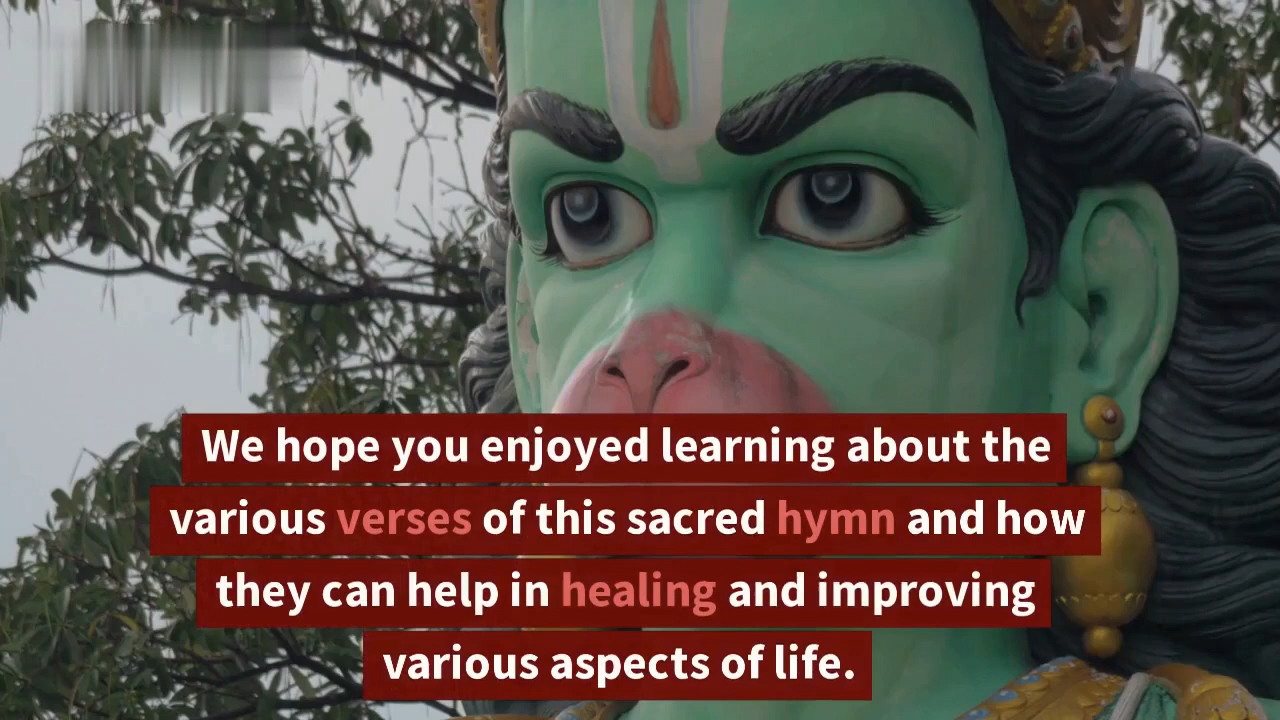 We hope you enjoyed learning about the
various verses of this sacred hymn and how
they can help in healing and improving
various aspects of life.